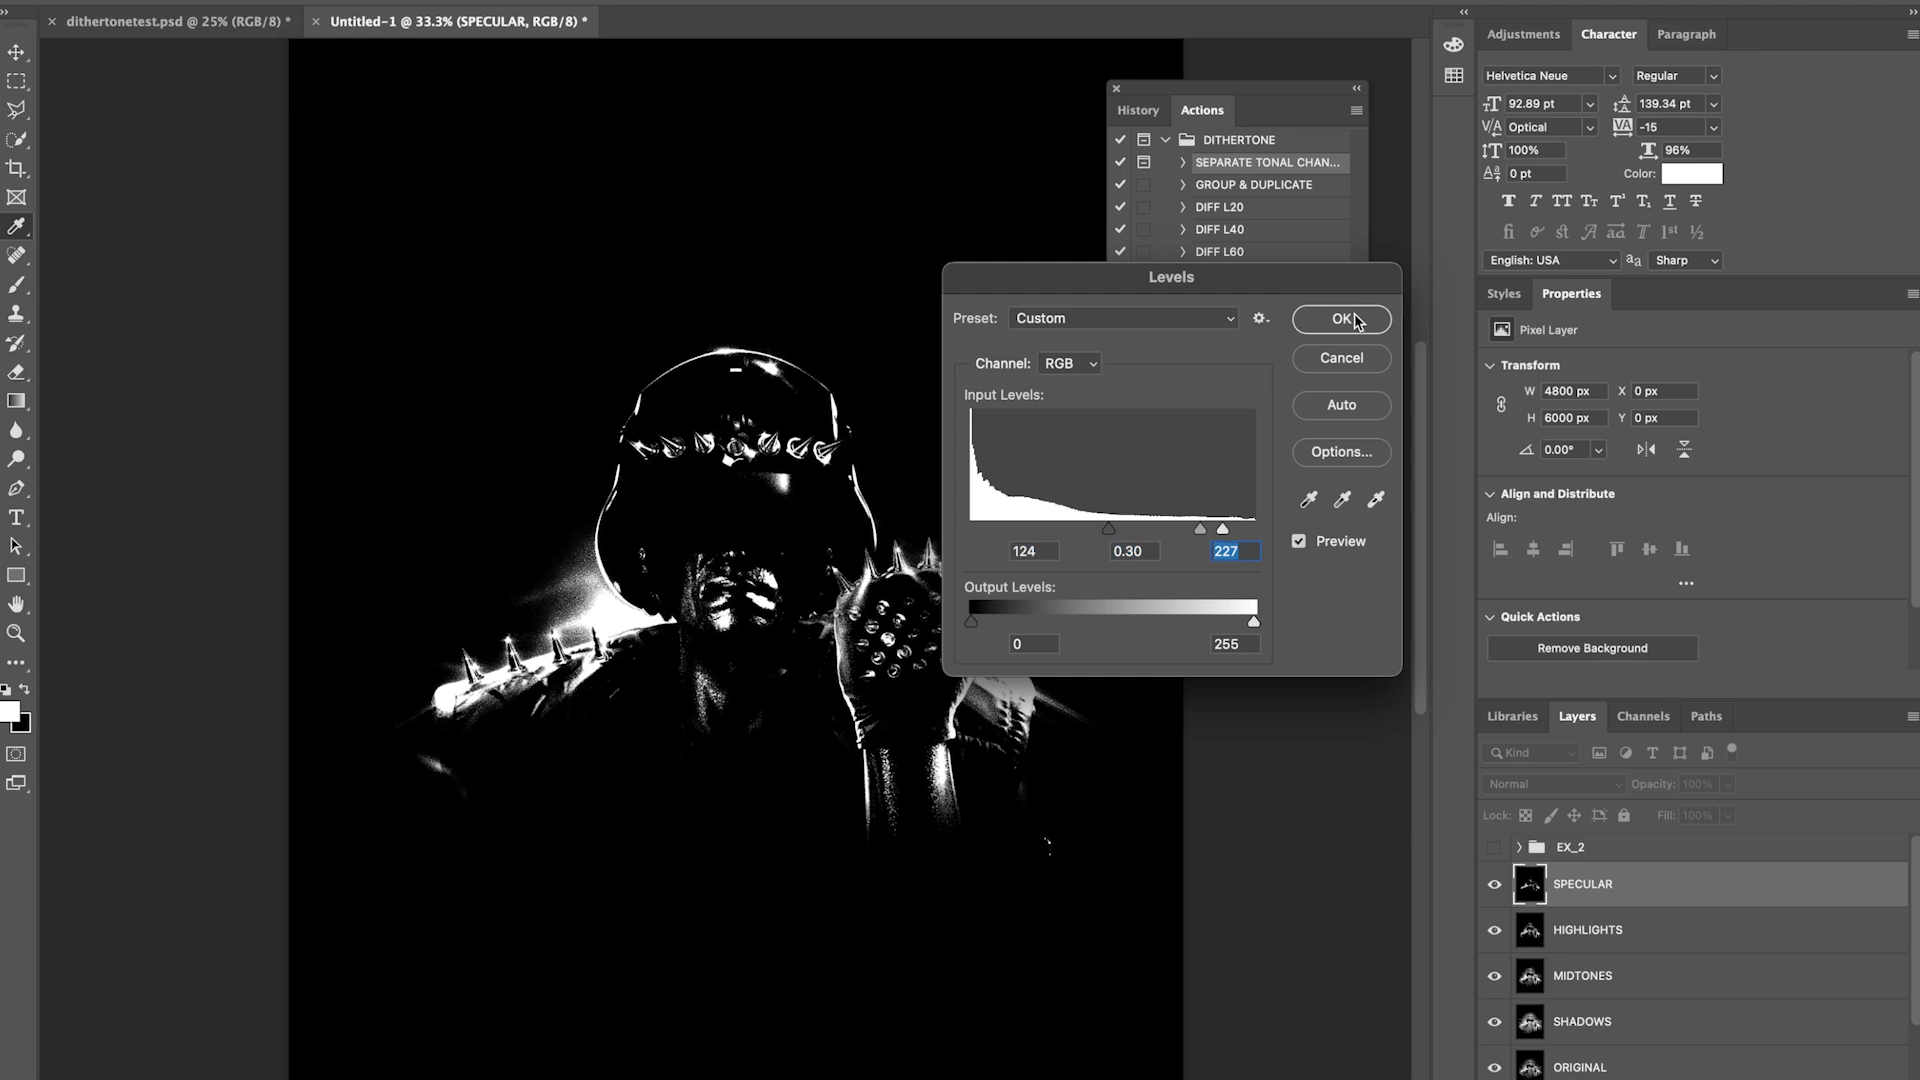 dithertonetest.psd @ 25% (RGB/8) *
Untitled-1 @ 33.3% (SPECULAR, RGB/8) *
History
Actions
DITHERTONE
SEPARATE TONAL CHAN...
GROUP & DUPLICATE
DIFF L20
DIFF L40
DIFF L60
Levels
Preset:
Custom
OK
Cancel
Auto
Options...
Preview
Channel:
RGB
Input Levels:
124
0.30
227
Output Levels:
0
255
Adjustments
Character
Paragraph
Helvetica Neue
Regular
92.89 pt
139.34 pt
Optical
-15
100%
96%
0 pt
Color:
English: USA
Sharp
Styles
Properties
Pixel Layer
Transform
W
4800 px
X
0 px
H
6000 px
Y
0 px
0.00°
Align and Distribute
Align:
Quick Actions
Remove Background
Libraries
Layers
Channels
Paths
Kind
Normal
Opacity:
100%
Lock:
Fill:
100%
EX_2
SPECULAR
HIGHLIGHTS
MIDTONES
SHADOWS
ORIGINAL